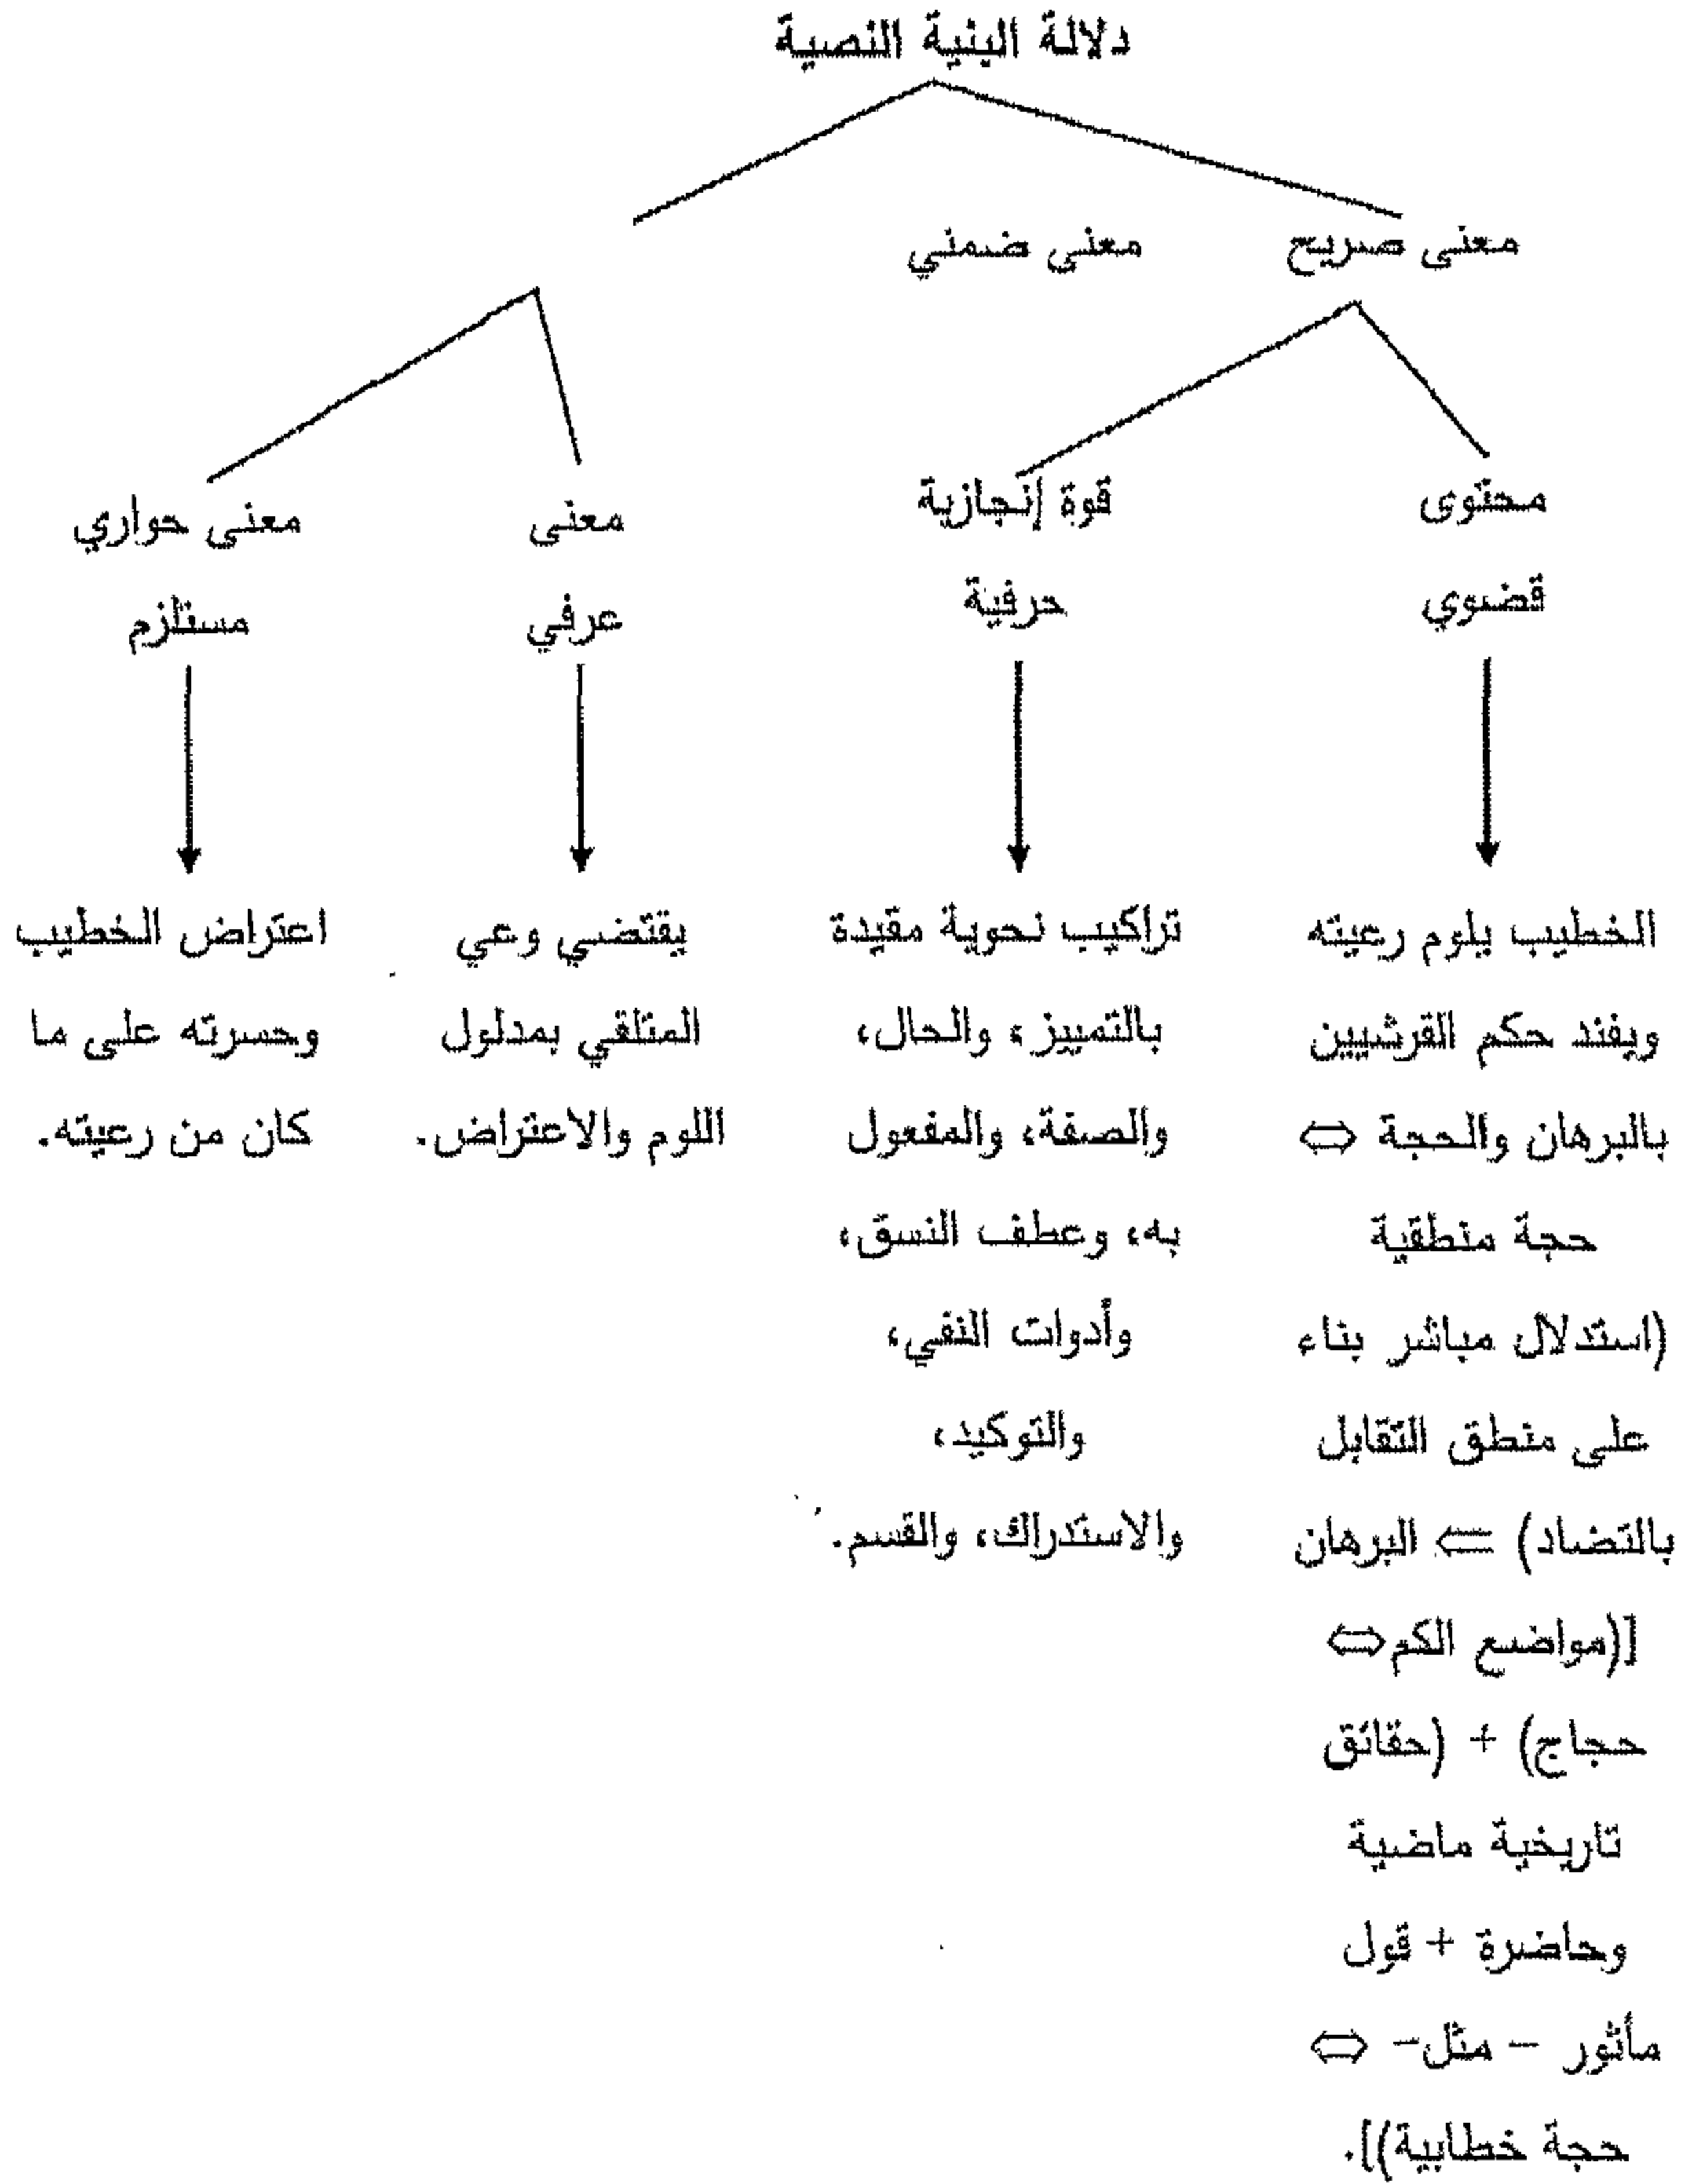 دلالة البنية النصية
معنى صريح
معنى ضمني
محتوى
قضوي
قوة إنجازية
حرفية
معنى
عرفي
معنى حواري
مستلزم
الخطيب يلوم رعيته
ويفند حكم القرشيين
بالبرهان والحجة ⇔
حجة منطقية
(استدلال مباشر بناء
على منطق التقابل
بالتضاد) ⇐ البرهان
[(مواضع الكم⇔
حجاج) + (حقائق
تاريخية ماضية
وحاضرة + قول
مأثور – مثل- ⇔
حجة خطابية)].
تراكيب نحوية مقيدة
بالتمييز، والحال،
والصفة، والمفعول
به، وعطف النسق،
وأدوات النفي،
والتوكيد،
والاستدراك، والقسم.
يقتضي وعي
المتلقي بمدلول
اللوم والاعتراض.
اعتراض الخطيب
وحسرته على ما
كان من رعيته.